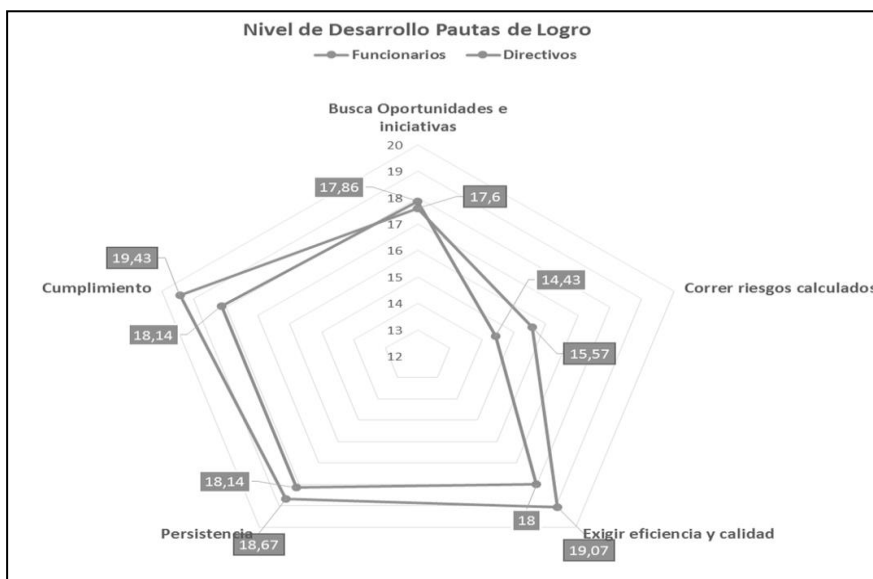 Nivel de Desarrollo Pautas de Logro
Funcionarios Directivos
Busca Oportunidades e
iniciativas
20
19
18
17
16
15
14
13
12
17,86
17,6
19,43
14,43
Cumplimiento
Correr riesgos calculados
18,14
15,57
18,14
18
Persistencia
Exigir eficiencia y calidad
18,67
19,07